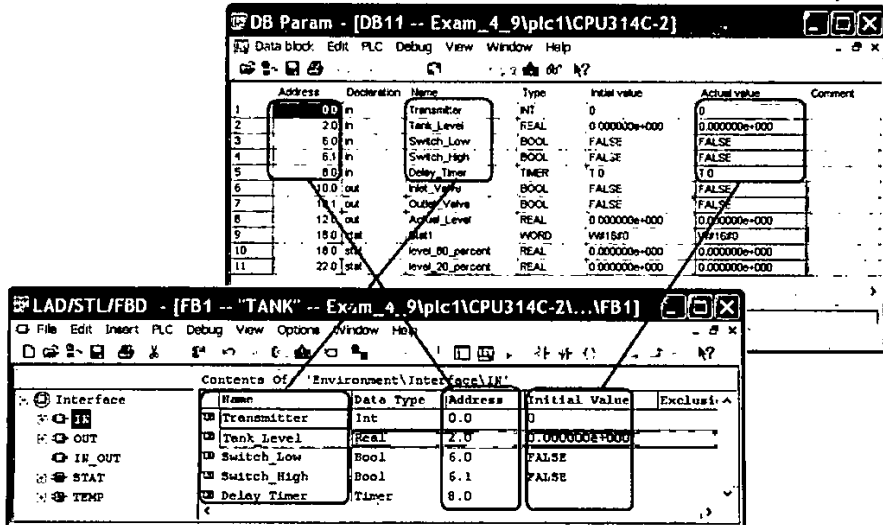 DB Param - [DB11 -- Exam_4_9\plc1\CPU314C-2]
Data block Edit PLC Debug View Window Help
Address Declaration Name Type Initial value Actual value Comment
1 0.0 in Transmitter INT 0 0
2 2.0 in Tank_Level REAL 0.000000e+000 0.000000e+000
3 6.0 in Switch_Low BOOL FALSE FALSE
4 6.1 in Switch_High BOOL FALSE FALSE
5 8.0 in Delay_Timer TIMER T 0 T 0
6 10.0 out Inlet_Valve BOOL FALSE FALSE
7 out Outlet_Valve BOOL FALSE FALSE
8 out Actual_Level REAL 0.000000e+000 0.000000e+000
9 stat WORD W#16#0 W#16#0
10 18.0 level_80_percent REAL 0.000000e+000 0.000000e+000
11 22.0 stat level_20_percent REAL 0.000000e+000 0.000000e+000
LAD/STL/FBD - [FB1 -- "TANK" -- Exam_4_9\plc1\CPU314C-2\...\FB1]
File Edit Insert PLC Debug View Options Window Help
Contents Of 'Environment\Interface\IN'
Interface
IN
OUT
IN_OUT
STAT
TEMP
Name Data Type Address Initial Value
Transmitter Int 0.0 0
Tank_Level Real 2.0 0.000000e+000
Switch_Low Bool 6.0 FALSE
Switch_High Bool 6.1 FALSE
Delay_Timer Timer 8.0